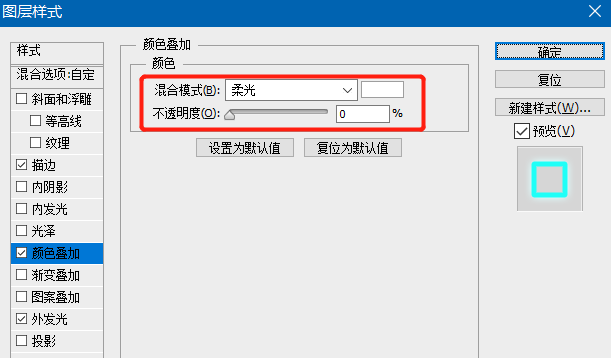 图层样式
样式
混合选项:自定
斜面和浮雕
等高线
纹理
描边
内阴影
内发光
光泽
颜色叠加
渐变叠加
图案叠加
外发光
投影
颜色叠加
颜色
混合模式(B): 柔光
不透明度(O): 0 %
设置为默认值 复位为默认值
确定
复位
新建样式(W)...
预览(V)